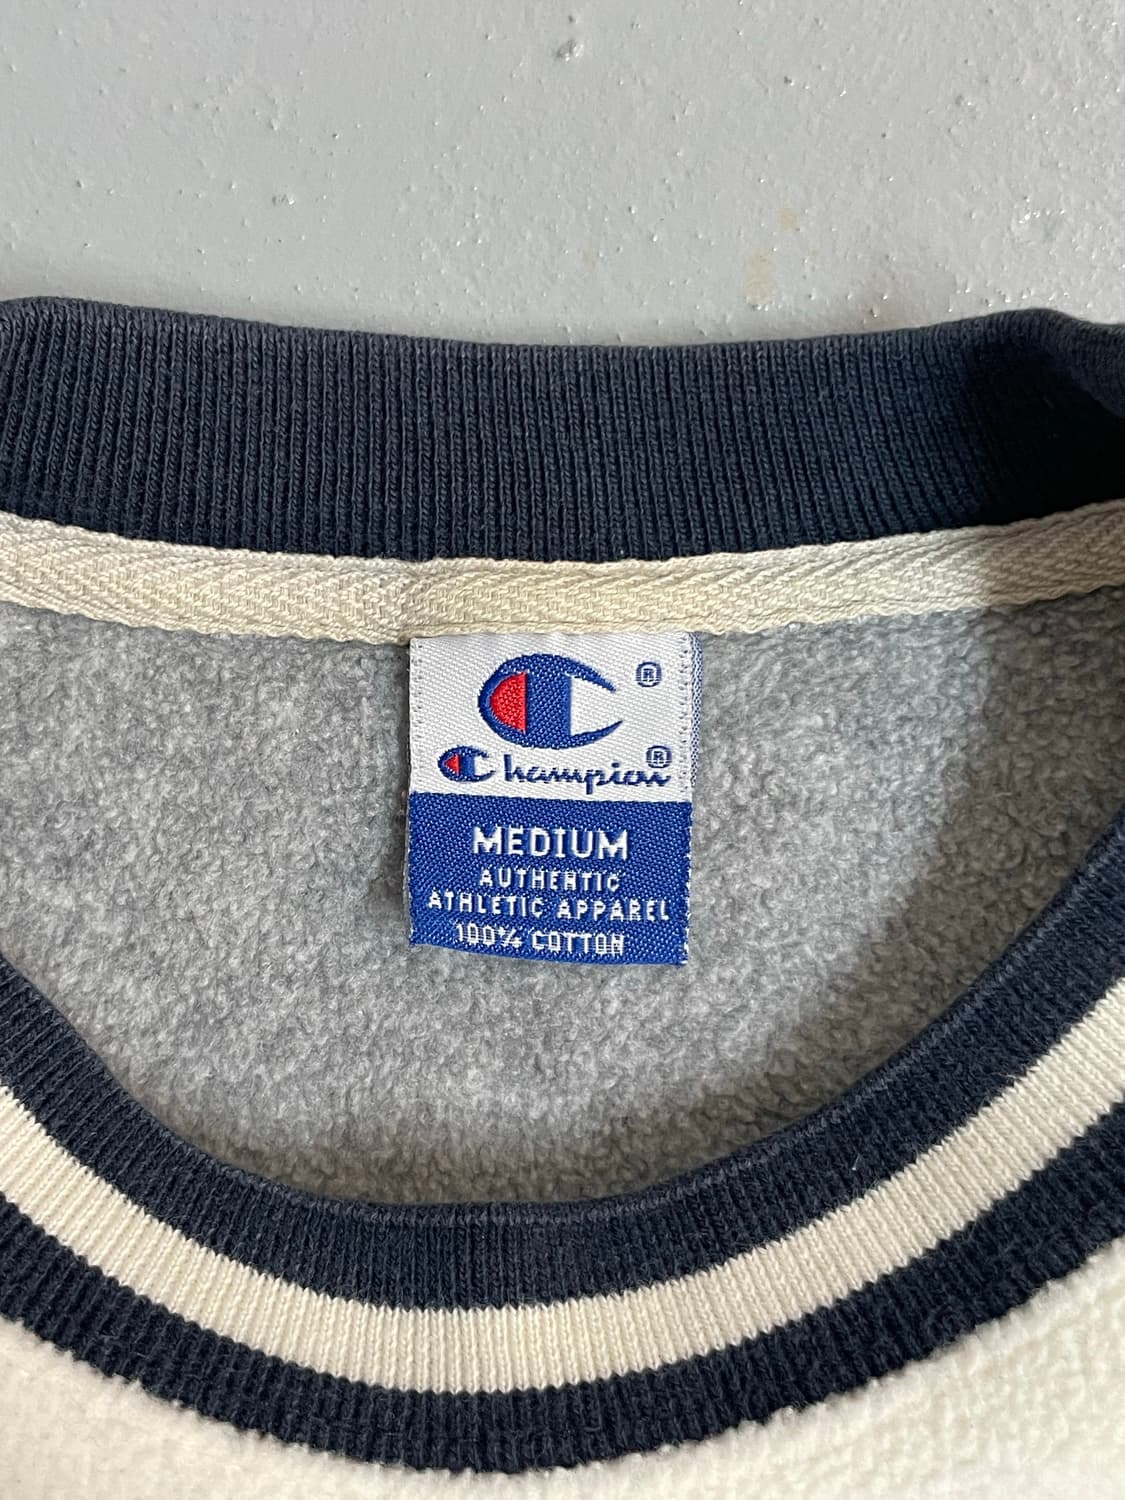 ®
Champion®
MEDIUM
AUTHENTIC
ATHLETIC APPAREL
100% COTTON